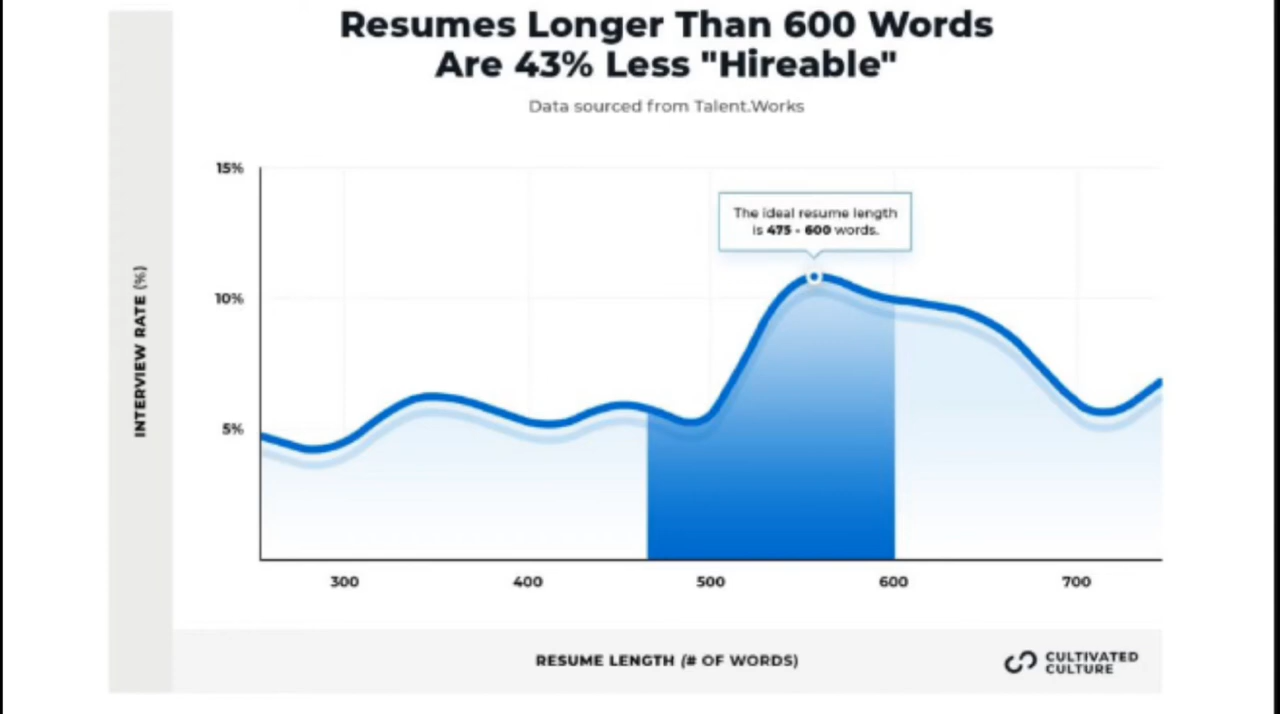 Resumes Longer Than 600 Words
Are 43% Less "Hireable"
Data sourced from Talent.Works
15%
The ideal resume length
is 475 - 600 words.
10%
INTERVIEW RATE (%)
5%
300 400 500 600 700
RESUME LENGTH (# OF WORDS)
CULTIVATED
CULTURE